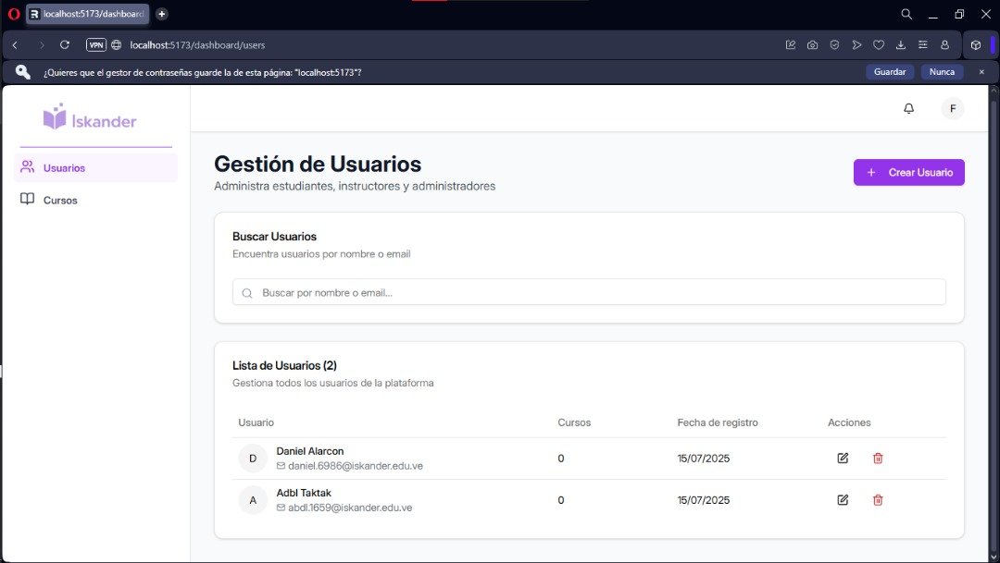 localhost:5173/dashboard
VPN localhost:5173/dashboard/users
¿Quieres que el gestor de contraseñas guarde la de esta página: "localhost:5173"?
Guardar
Nunca
Iskander
F
Usuarios
Cursos
Gestión de Usuarios
Administra estudiantes, instructores y administradores
Crear Usuario
Buscar Usuarios
Encuentra usuarios por nombre o email
Buscar por nombre o email...
Lista de Usuarios (2)
Gestiona todos los usuarios de la plataforma
Usuario Cursos Fecha de registro Acciones
D Daniel Alarcon 0 15/07/2025
daniel.6986@iskander.edu.ve
A Adbl Taktak 0 15/07/2025
abdl.1659@iskander.edu.ve